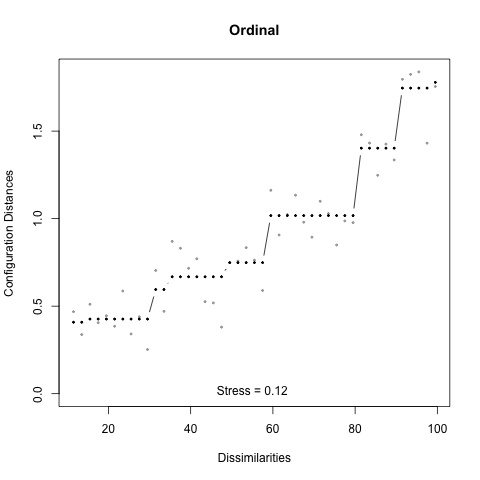 Ordinal
Configuration Distances
1.5
1.0
0.5
0.0
Stress = 0.12
20 40 60 80 100
Dissimilarities